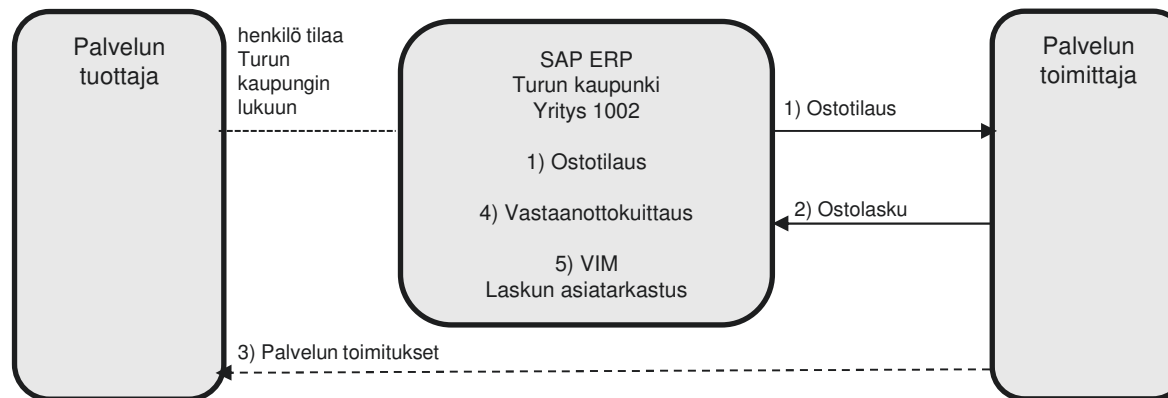 Palvelun
tuottaja
henkilö tilaa
Turun
kaupungin
lukuun
SAP ERP
Turun kaupunki
Yritys 1002
1) Ostotilaus
4) Vastaanottokuittaus
5) VIM
Laskun asiatarkastus
1) Ostotilaus
2) Ostolasku
Palvelun
toimittaja
3) Palvelun toimitukset